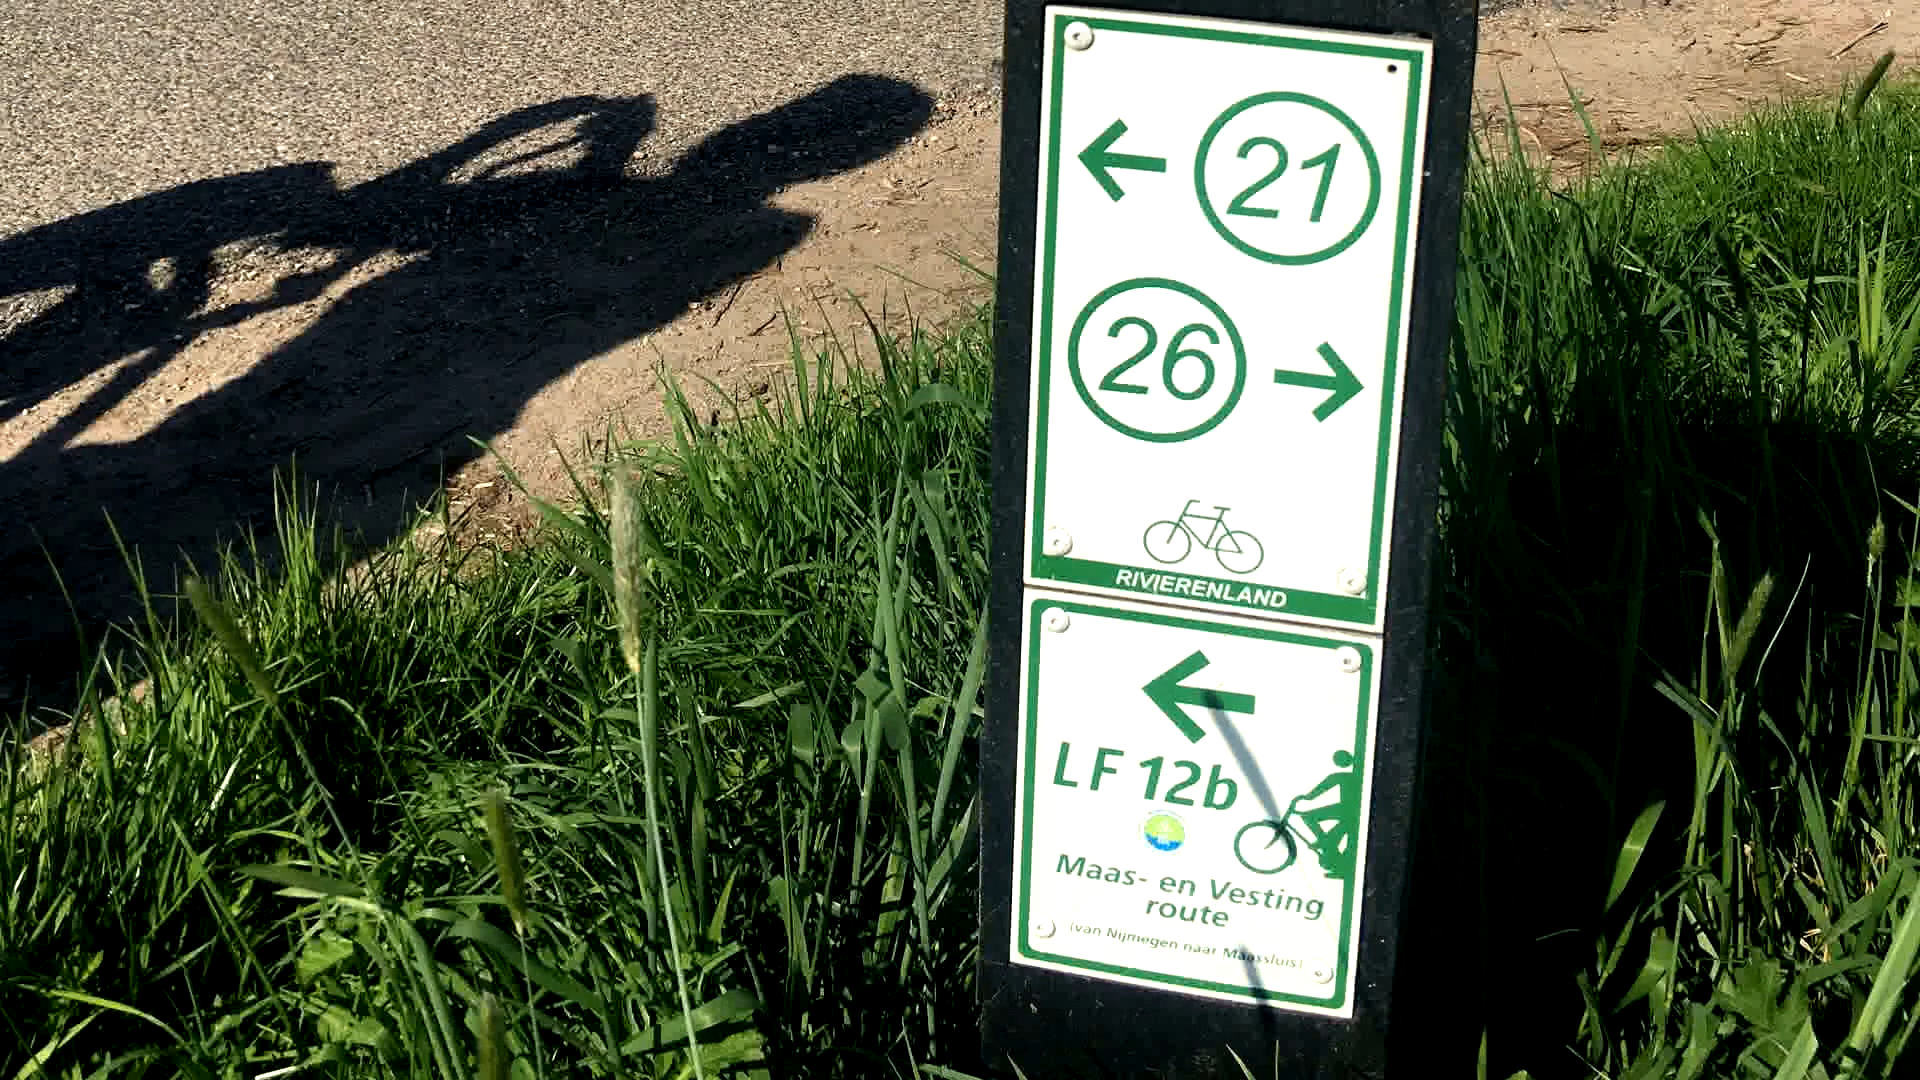 21
26
RIVIERENLAND
LF 12b
Maas- en Vesting
route
(van Nijmegen naar Maassluis)